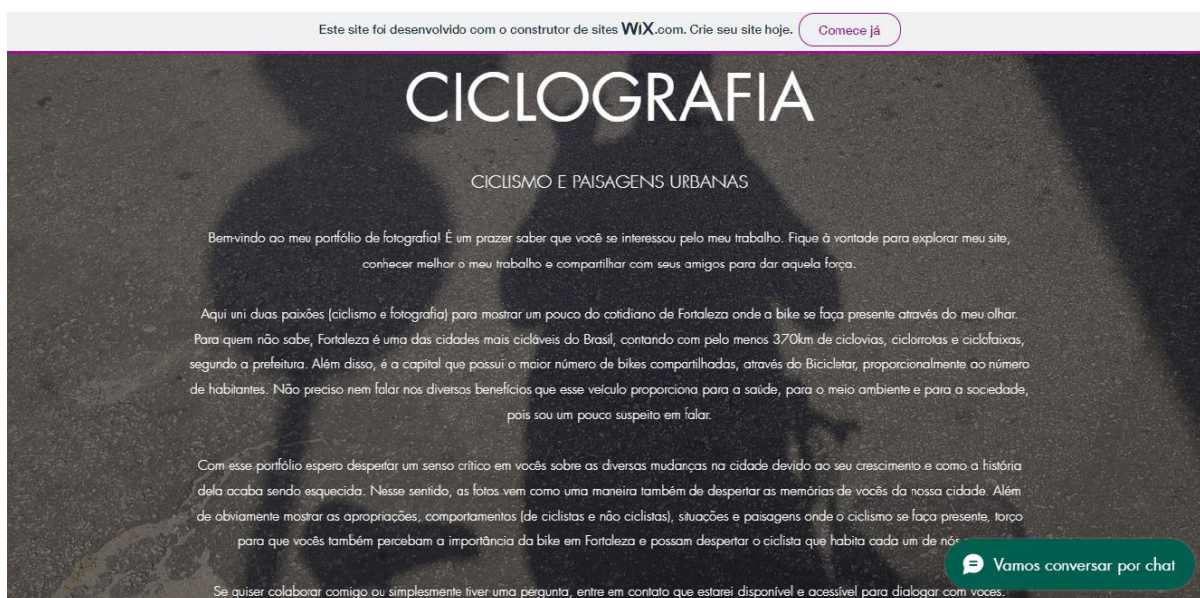 Este site foi desenvolvido com o construtor de sites WiX.com. Crie seu site hoje. Comece já
CICLOGRAFIA
CICLISMO E PAISAGENS URBANAS
Bem-vindo ao meu portfólio de fotografia! É um prazer saber que você se interessou pelo meu trabalho. Fique à vontade para explorar meu site,
conhecer melhor o meu trabalho e compartilhar com seus amigos para dar aquela força.
Aqui uni duas paixões (ciclismo e fotografia) para mostrar um pouco do cotidiano de Fortaleza onde a bike se faça presente através do meu olhar.
Para quem não sabe, Fortaleza é uma das cidades mais cicláveis do Brasil, contando com pelo menos 370km de ciclovias, ciclorrotas e ciclofaixas,
segundo a prefeitura. Além disso, é a capital que possui o maior número de bikes compartilhadas, através do Bicicletar, proporcionalmente ao número
de habitantes. Não preciso nem falar nos diversos benefícios que esse veículo proporciona para a saúde, para o meio ambiente e para a sociedade,
pois sou um pouco suspeito em falar.
Com esse portfólio espero despertar um senso crítico em vocês sobre as diversas mudanças na cidade devido ao seu crescimento e como a história
dela acaba sendo esquecida. Nesse sentido, as fotos vem como uma maneira também de despertar as memórias de vocês da nossa cidade. Além
de obviamente mostrar as apropriações, comportamentos (de ciclistas e não ciclistas), situações e paisagens onde o ciclismo se faça presente, torço
para que vocês também percebam a importância da bike em Fortaleza e possam despertar o ciclista que habita cada um de nós
Vamos conversar por chat
Se quiser colaborar comigo ou simplesmente tiver uma pergunta, entre em contato que estarei disponível e acessível para dialogar com vocês.